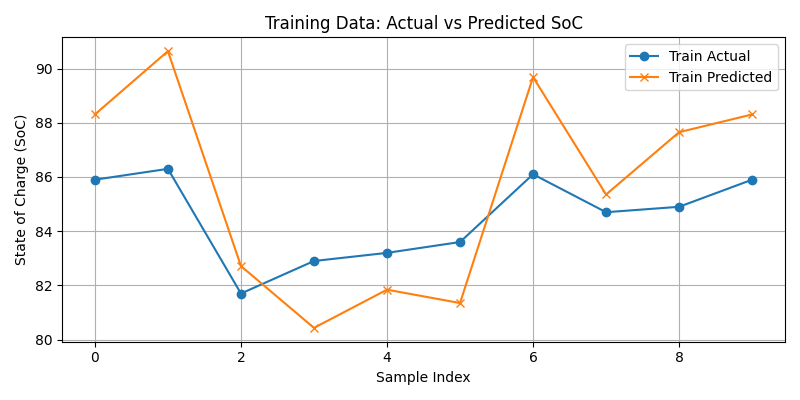 Training Data: Actual vs Predicted SoC
Train Actual
Train Predicted
State of Charge (SoC)
90
88
86
84
82
80
0 2 4 6 8
Sample Index